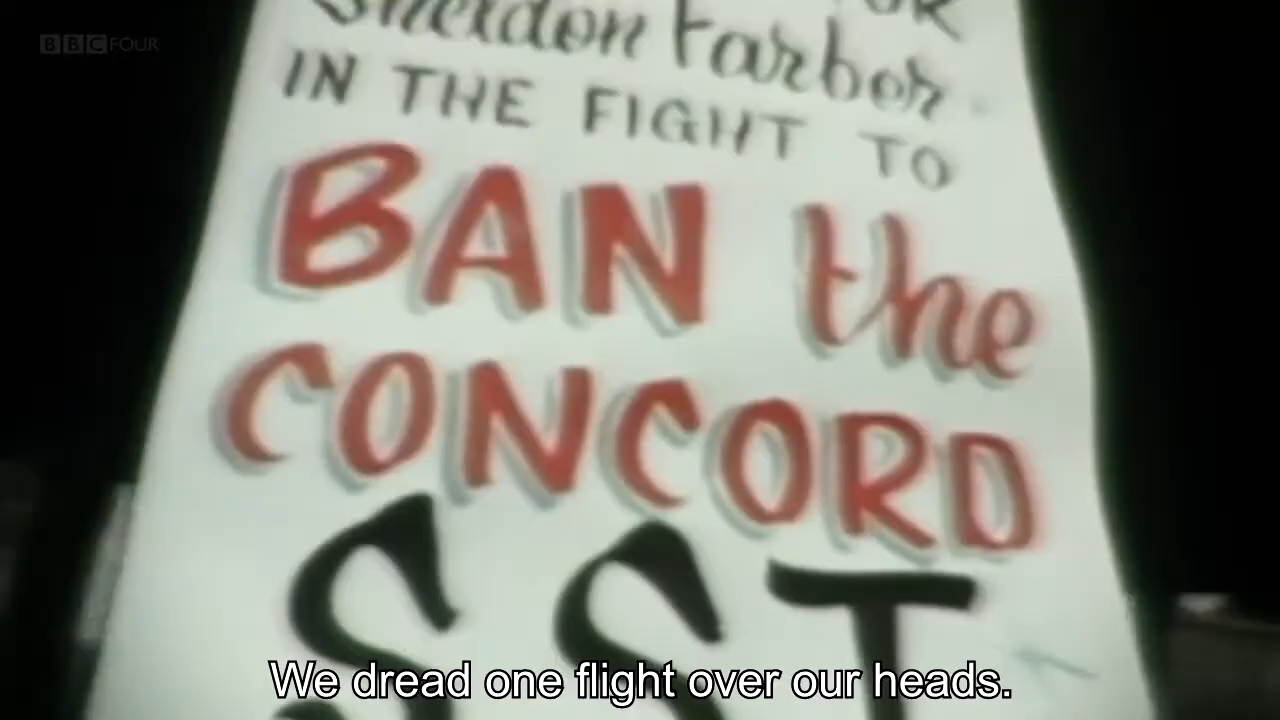 BBC FOUR
Sheldon Farber
IN THE FIGHT TO
BAN the
CONCORD
SST
We dread one flight over our heads.